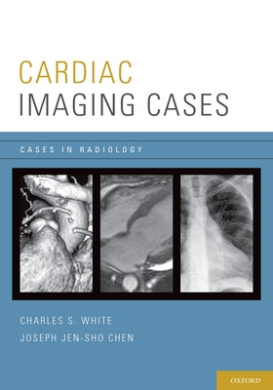 CARDIAC
IMAGING CASES
CASES IN RADIOLOGY
CHARLES S. WHITE
JOSEPH JEN-SHO CHEN
OXFORD